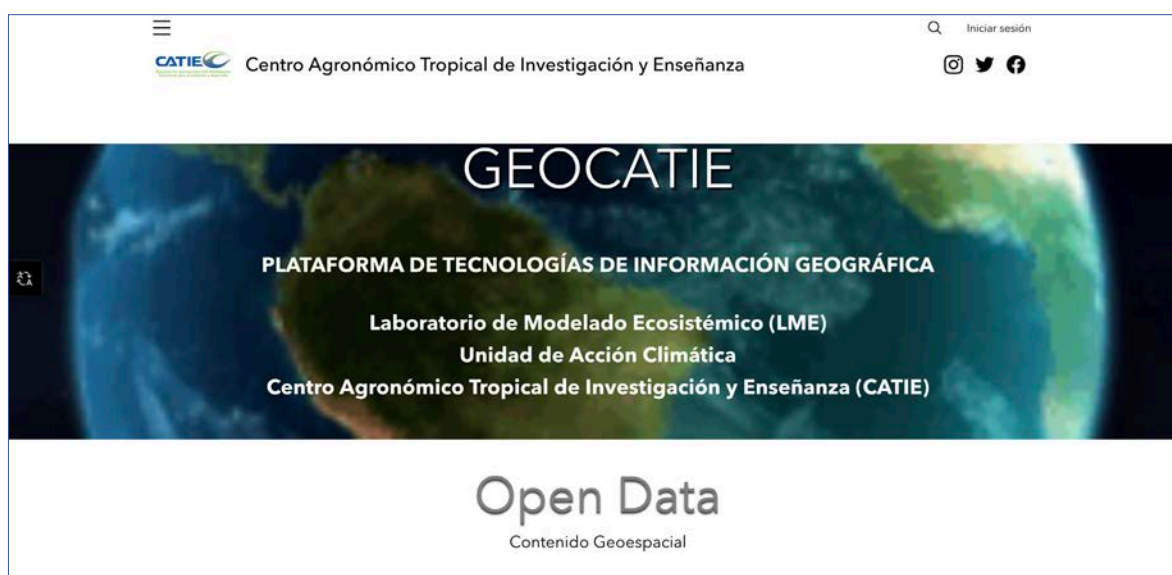 Iniciar sesión
CATIE
Centro Agronómico Tropical de Investigación y Enseñanza
GEOCATIE
PLATAFORMA DE TECNOLOGÍAS DE INFORMACIÓN GEOGRÁFICA
Laboratorio de Modelado Ecosistémico (LME)
Unidad de Acción Climática
Centro Agronómico Tropical de Investigación y Enseñanza (CATIE)
Open Data
Contenido Geoespacial